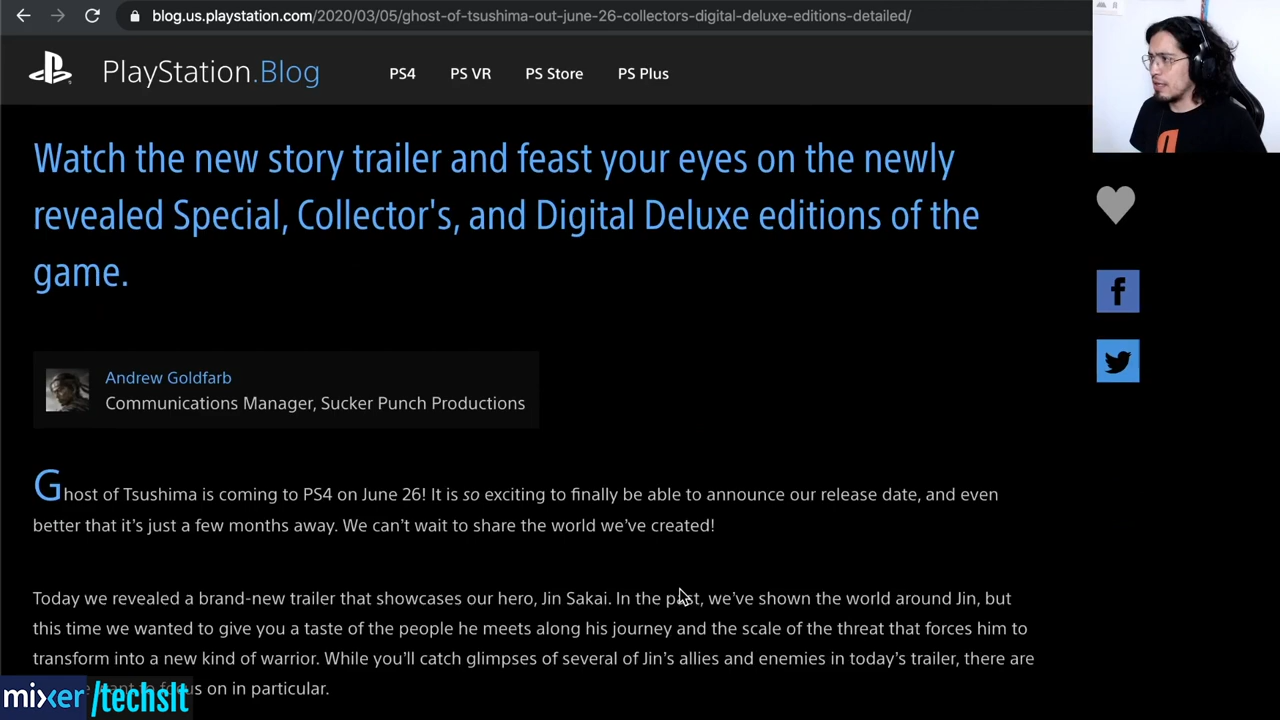 blog.us.playstation.com/2020/03/05/ghost-of-tsushima-out-june-26-collectors-digital-deluxe-editions-detailed/
PlayStation.Blog
PS4
PS VR
PS Store
PS Plus
Watch the new story trailer and feast your eyes on the newly
revealed Special, Collector's, and Digital Deluxe editions of the
game.
Andrew Goldfarb
Communications Manager, Sucker Punch Productions
Ghost of Tsushima is coming to PS4 on June 26! It is so exciting to finally be able to announce our release date, and even
better that it's just a few months away. We can't wait to share the world we've created!
Today we revealed a brand-new trailer that showcases our hero, Jin Sakai. In the past, we've shown the world around Jin, but
this time we wanted to give you a taste of the people he meets along his journey and the scale of the threat that forces him to
transform into a new kind of warrior. While you'll catch glimpses of several of Jin's allies and enemies in today's trailer, there are
on in particular.
mixer/techslt